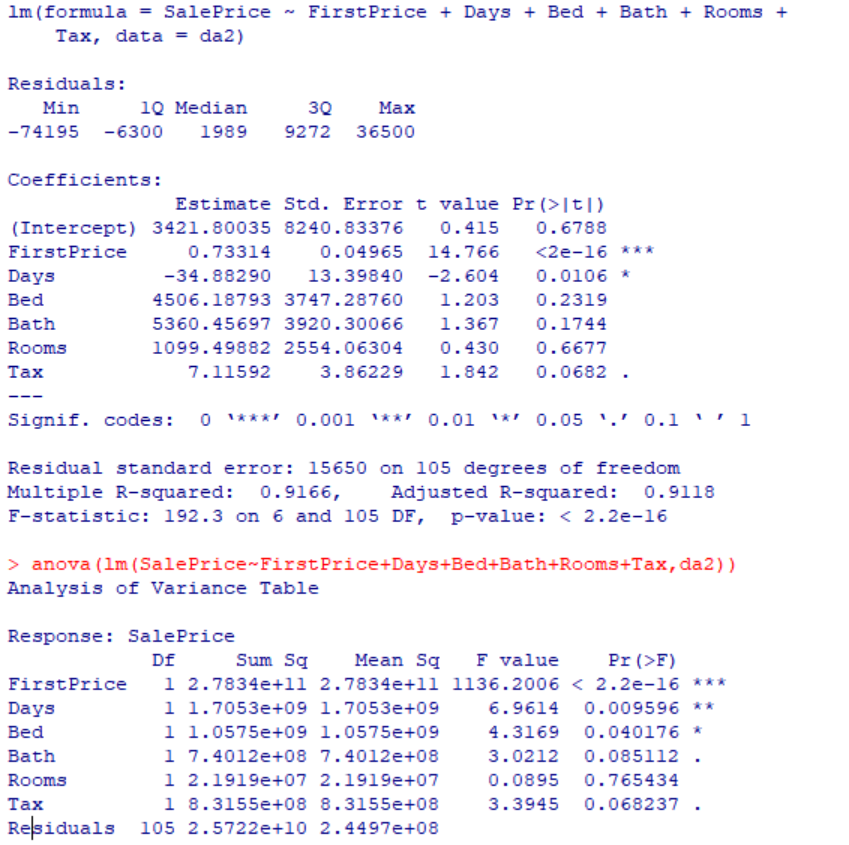 lm(formula = SalePrice ~ FirstPrice + Days + Bed + Bath + Rooms +
    Tax, data = da2)
Residuals:
   Min     1Q Median     3Q    Max
-74195  -6300   1989   9272  36500
Coefficients:
              Estimate Std. Error t value Pr(>|t|)
(Intercept) 3421.80035 8240.83376   0.415   0.6788
FirstPrice     0.73314    0.04965  14.766   <2e-16 ***
Days         -34.88290   13.39840  -2.604   0.0106 *
Bed         4506.18793 3747.28760   1.203   0.2319
Bath        5360.45697 3920.30066   1.367   0.1744
Rooms       1099.49882 2554.06304   0.430   0.6677
Tax            7.11592    3.86229   1.842   0.0682 .
---
Signif. codes:  0 ‘***’ 0.001 ‘**’ 0.01 ‘*’ 0.05 ‘.’ 0.1 ‘ ’ 1
Residual standard error: 15650 on 105 degrees of freedom
Multiple R-squared:  0.9166,    Adjusted R-squared:  0.9118
F-statistic: 192.3 on 6 and 105 DF,  p-value: < 2.2e-16
> anova(lm(SalePrice~FirstPrice+Days+Bed+Bath+Rooms+Tax,da2))
Analysis of Variance Table
Response: SalePrice
            Df     Sum Sq    Mean Sq   F value    Pr(>F)
FirstPrice   1 2.7834e+11 2.7834e+11 1136.2006 < 2.2e-16 ***
Days         1 1.7053e+09 1.7053e+09    6.9614  0.009596 **
Bed          1 1.0575e+09 1.0575e+09    4.3169  0.040176 *
Bath         1 7.4012e+08 7.4012e+08    3.0212  0.085112 .
Rooms        1 2.1919e+07 2.1919e+07    0.0895  0.765434
Tax          1 8.3155e+08 8.3155e+08    3.3945  0.068237 .
Residuals  105 2.5722e+10 2.4497e+08